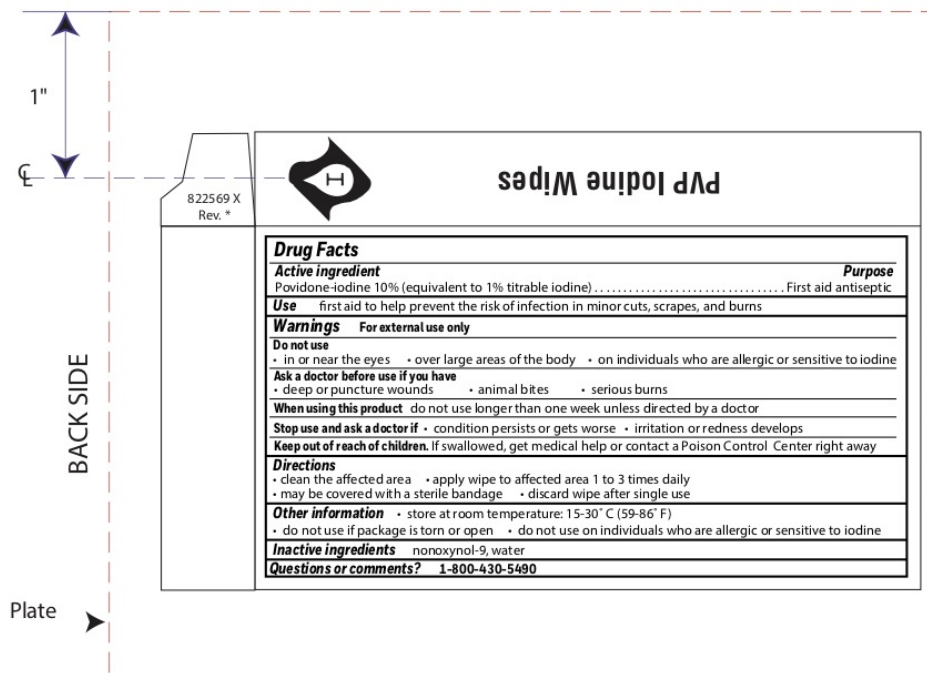 1"
℄
822569 X
Rev. *
H
PVP Iodine Wipes
Drug Facts
Active ingredient Purpose
Povidone-iodine 10% (equivalent to 1% titrable iodine) . . . . . . . . . . . . . . . . . . . . . . . . . . . . . . . . . First aid antiseptic
Use first aid to help prevent the risk of infection in minor cuts, scrapes, and burns
Warnings For external use only
Do not use
• in or near the eyes • over large areas of the body • on individuals who are allergic or sensitive to iodine
Ask a doctor before use if you have
• deep or puncture wounds • animal bites • serious burns
When using this product do not use longer than one week unless directed by a doctor
Stop use and ask a doctor if • condition persists or gets worse • irritation or redness develops
Keep out of reach of children. If swallowed, get medical help or contact a Poison Control Center right away
Directions
• clean the affected area • apply wipe to affected area 1 to 3 times daily
• may be covered with a sterile bandage • discard wipe after single use
Other information • store at room temperature: 15-30˚ C (59-86˚ F)
• do not use if package is torn or open • do not use on individuals who are allergic or sensitive to iodine
Inactive ingredients nonoxynol-9, water
Questions or comments? 1-800-430-5490
BACK SIDE
Plate